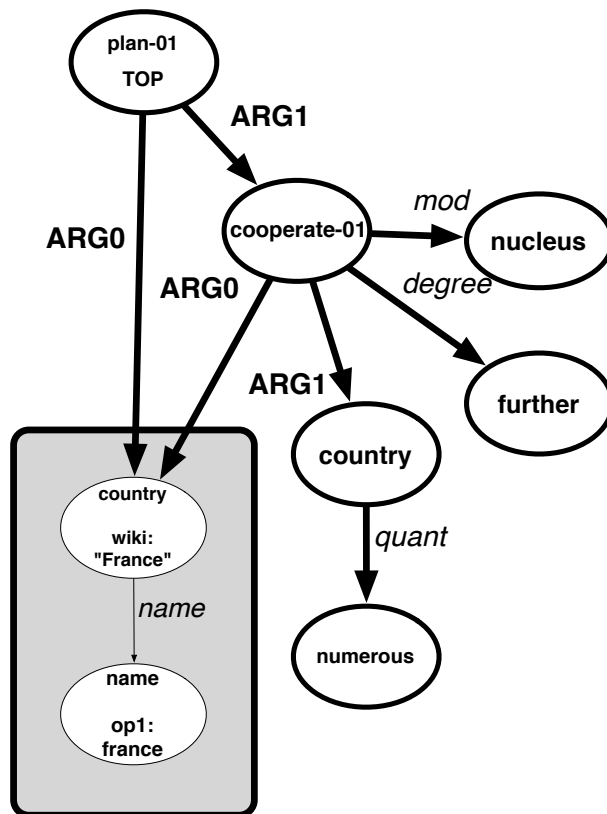 plan-01
TOP
ARG1
ARG0
cooperate-01
mod
nucleus
ARG0
degree
further
ARG1
country
quant
numerous
country
wiki:
"France"
name
name
op1:
france